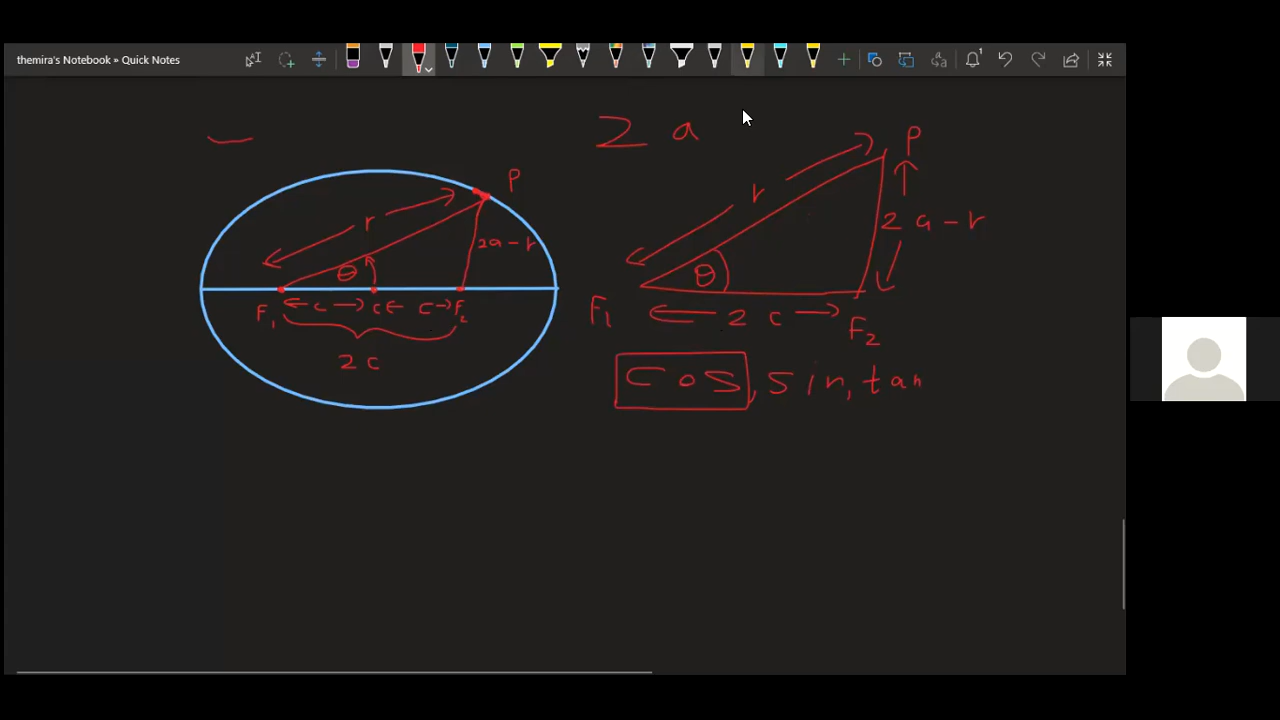 themira's Notebook » Quick Notes
2 a
P
P
r
r
2a - r
2 a - r
θ
θ
F1 c c c F2
F1 2 c F2
2 c
cos, sin, tan